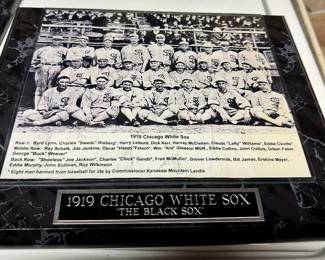 1919 Chicago White Sox
Row 1: Byrd Lynn, Charles "Swede" Risburg*, Harry Leibold, Dick Kerr, Hervey McClellan, Claude "Lefty" Williams*, Eddie Cicotte*
Middle Row: Ray Schalk, Joe Jenkins, Oscar "Happy" Felsch*, Wm. "Kid" Gleason MGR., Eddie Collins, John Collins, Urban Faber,
George "Buck" Weaver*
Back Row: "Shoeless" Joe Jackson*, Charles "Chick" Gandil*, Fred McMullin*, Grover Lowdermilk, Bill James, Erskine Mayer,
Eddie Murphy, John Sullivan, Roy Wilkinson
* Eight men banned from baseball for life by Commissioner Kenesaw Mountain Landis
1919 CHICAGO WHITE SOX
"THE BLACK SOX"